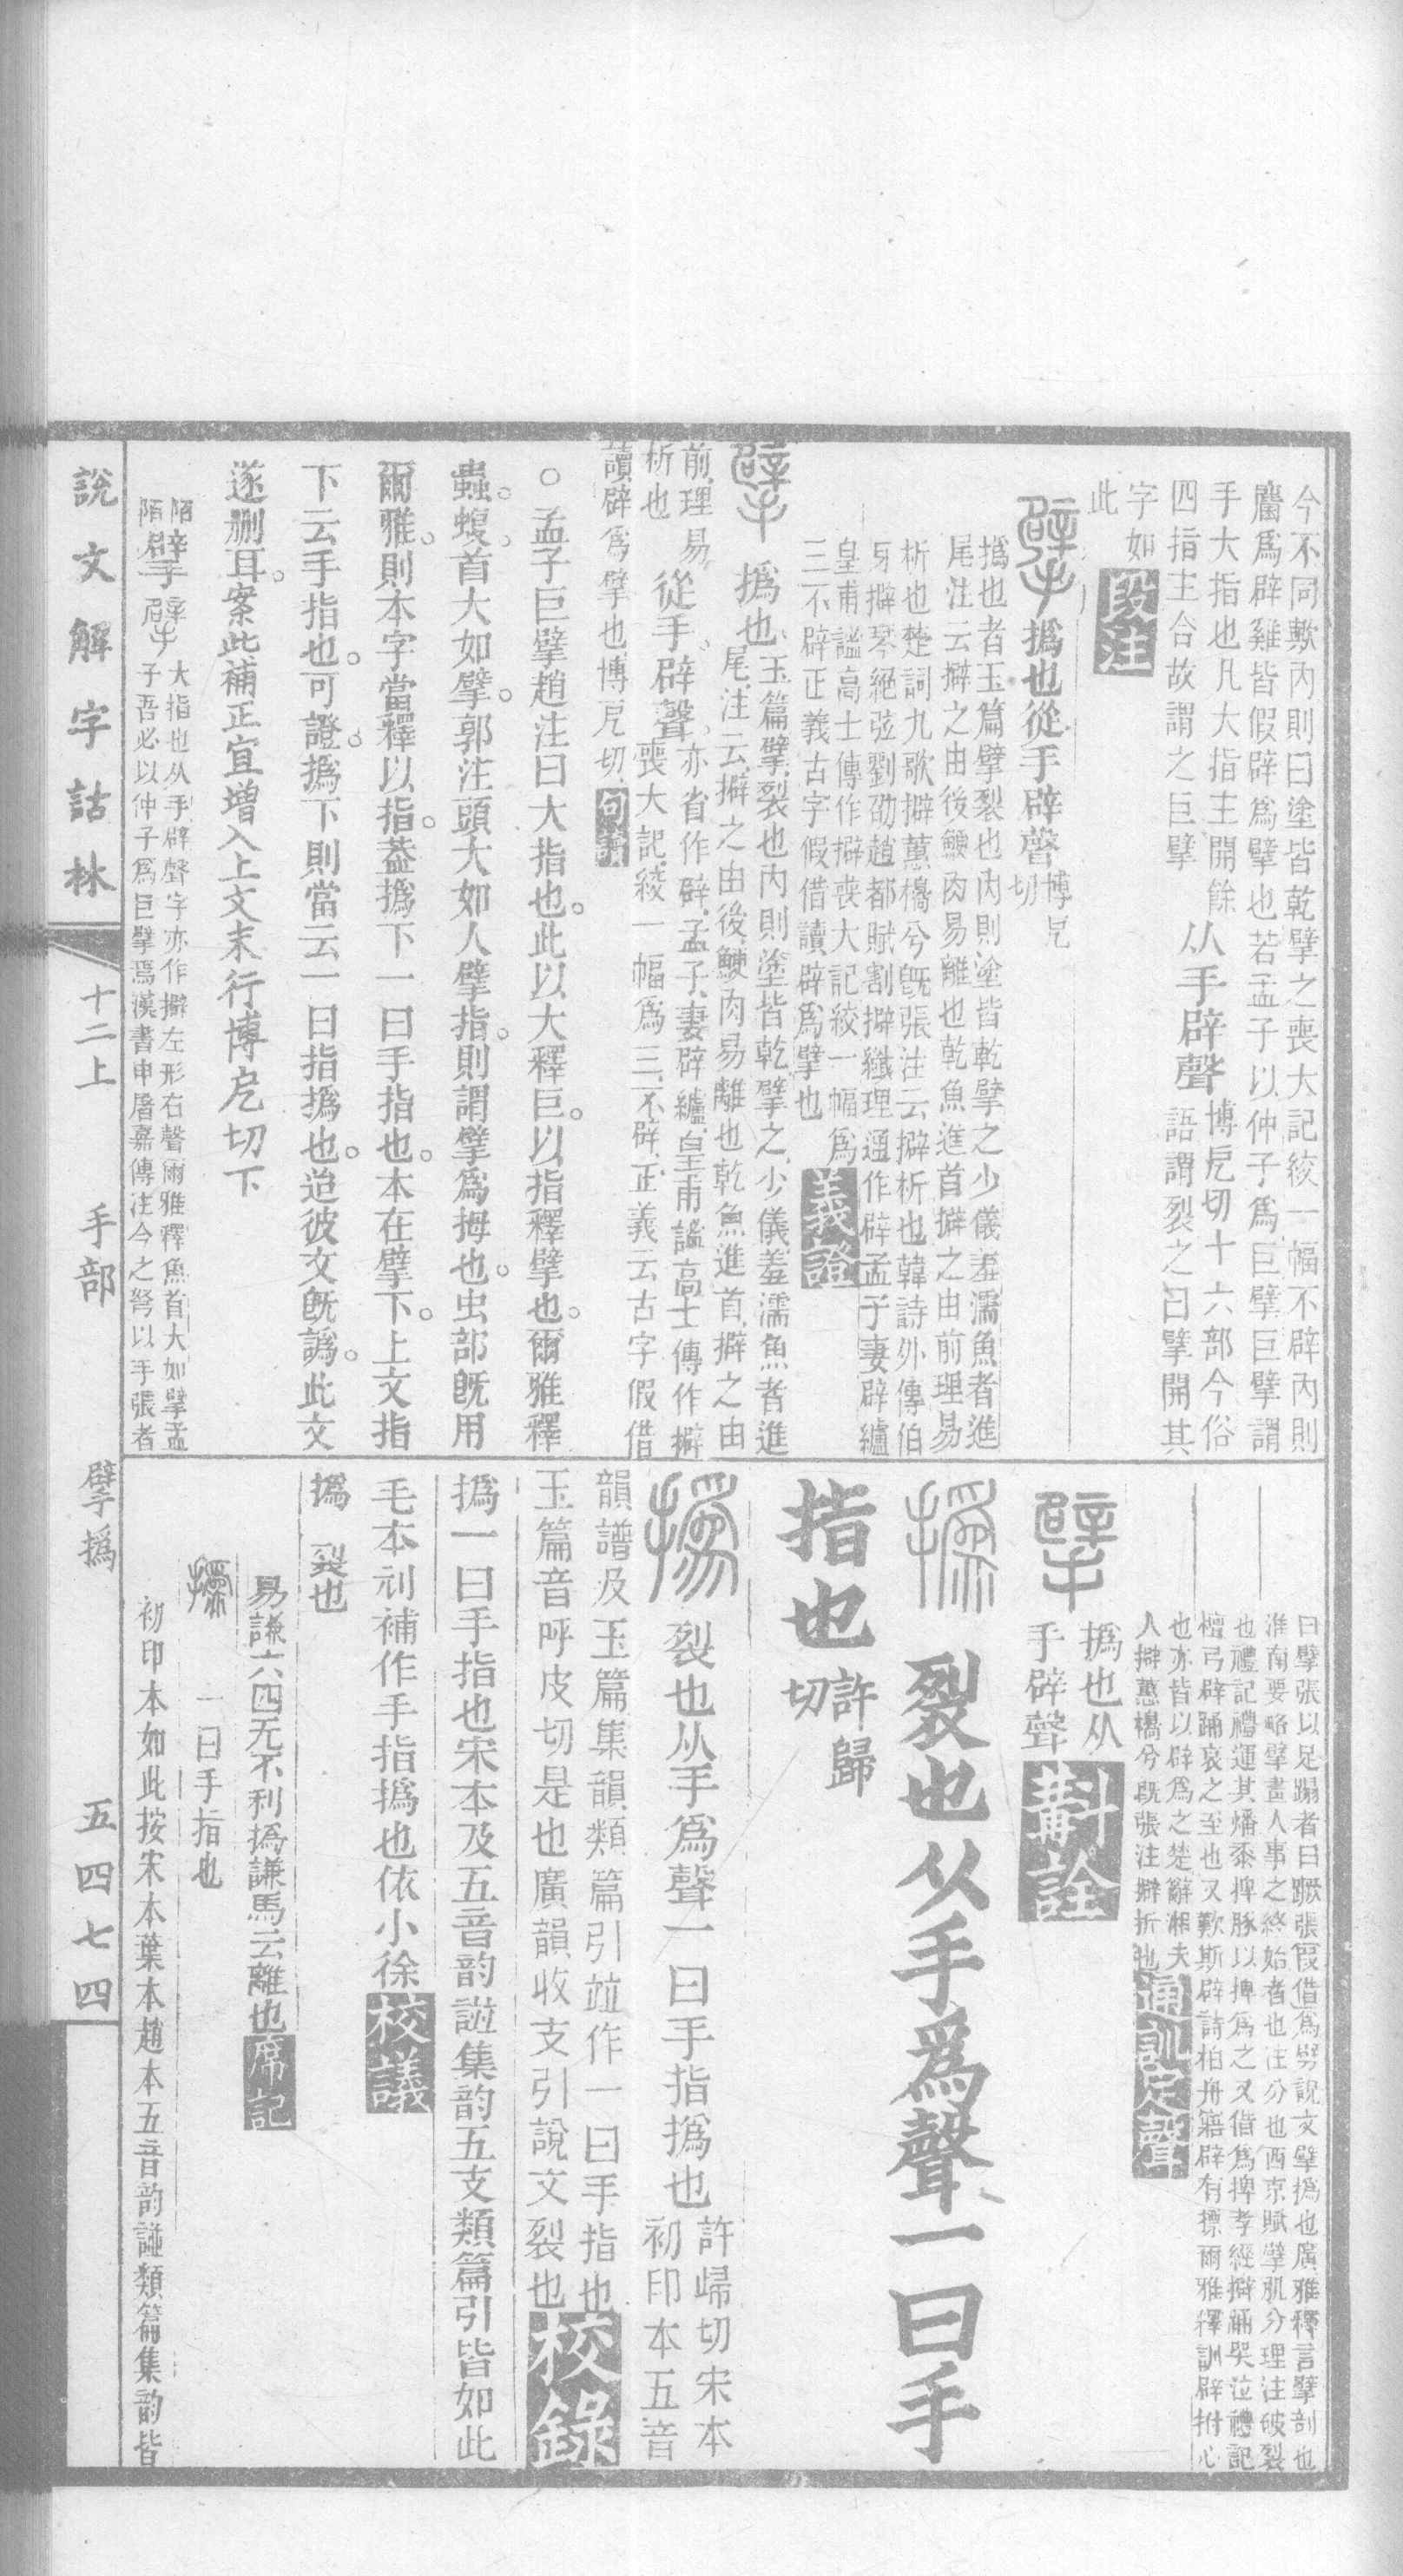 今不同歟內則曰塗皆乾擘之喪大記絞一幅不辟內則
麕爲辟雞皆假辟爲擘也若孟子以仲子爲巨擘巨擘謂
手大指也凡大指主開餘
四指主合故謂之巨擘
从手辟聲
博戹切十六部今俗
語謂裂之曰擘開其
字如
此
段注
擘
撝也從手辟聲
博戹
切
撝也者玉篇擘裂也內則塗皆乾擘之少儀羞濡魚者進
尾注云擗之由後鯁肉易離也乾魚進首擗之由前理易
析也楚詞九歌擗蕙櫋兮旣張注云擗析也韓詩外傳伯
牙擗琴絕弦劉劭趙都賦割擗纖理通作辟孟子妻辟纑
皇甫謐高士傳作擗喪大記絞一幅爲
三不辟正義古字假借讀辟爲擘也
義證
擘
撝也
玉篇擘裂也內則塗皆乾擘之少儀羞濡魚者進
尾注云擗之由後鯁肉易離也乾魚進首擗之由
前理易
析也
從手辟聲
亦省作辟孟子妻辟纑皇甫謐高士傳作擗
喪大記絞一幅爲三不辟正義云古字假借
讀辟爲擘也博戹切
句讀
○孟子巨擘趙注曰大指也此以大釋巨以指釋擘也爾雅釋
蟲蝮首大如擘郭注頭大如人擘指則謂擘爲拇也虫部旣用
爾雅則本字當釋以指葢撝下一曰手指也本在擘下上文指
下云手指也可證撝下則當云一曰指撝也迨彼文旣譌此文
遂刪耳案此補正宜增入上文末行博戹切下
陌
陌
擘
擘
大指也从手辟聲字亦作擗左形右聲爾雅釋魚首大如擘孟
子吾必以仲子爲巨擘焉漢書申屠嘉傳注今之弩以手張者
曰擘張以足蹋者曰蹶張叚借爲劈說文擘撝也廣雅釋言擘剖也
淮南要略擘畫人事之終始者也注分也西京賦擘肌分理注破裂
也禮記禮運其燔黍捭豚以捭爲之又借爲捭孝經擗踊哭泣禮記
檀弓辟踊哀之至也又歎斯辟詩柏舟寤辟有摽爾雅釋訓辟拊心
也亦皆以辟爲之楚辭湘夫
人擗蕙櫋兮旣張注擗折也
通訓定聲
擘
撝也从
手辟聲
斠詮
撝
裂也从手爲聲一曰手
指也
許歸
切
撝
裂也从手爲聲一曰手指撝也
許歸切宋本
初印本五音
韻譜及玉篇集韻類篇引竝作一曰手指也
玉篇音呼皮切是也廣韻收支引說文裂也
校錄
撝一曰手指也宋本及五音韵譜集韵五支類篇引皆如此
毛本刓補作手指撝也依小徐
校議
撝
裂也
易謙六四无不利撝謙馬云離也
席記
撝
一曰手指也
初印本如此按宋本葉本趙本五音韵譜類篇集韵皆
說文解字詁林
十二上
手部
擘撝
五四七四